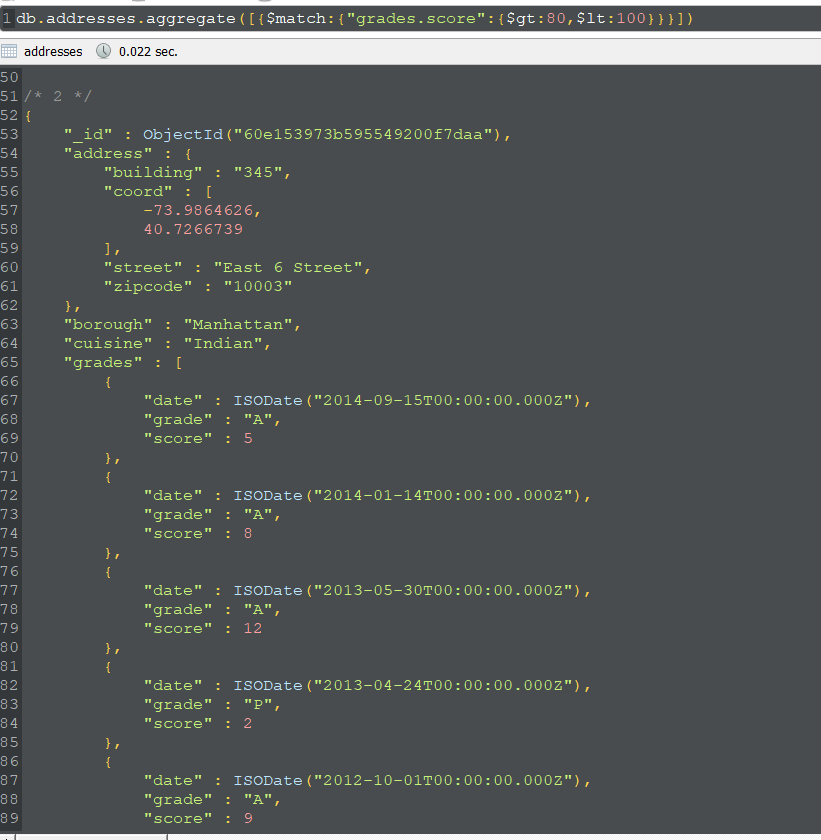 1 db.addresses.aggregate([{$match:{"grades.score":{$gt:80,$lt:100}}}])
addresses 0.022 sec.
50
51 /* 2 */
52 {
53 "_id" : ObjectId("60e153973b595549200f7daa"),
54 "address" : {
55 "building" : "345",
56 "coord" : [
57 -73.9864626,
58 40.7266739
59 ],
60 "street" : "East 6 Street",
61 "zipcode" : "10003"
62 },
63 "borough" : "Manhattan",
64 "cuisine" : "Indian",
65 "grades" : [
66 {
67 "date" : ISODate("2014-09-15T00:00:00.000Z"),
68 "grade" : "A",
69 "score" : 5
70 },
71 {
72 "date" : ISODate("2014-01-14T00:00:00.000Z"),
73 "grade" : "A",
74 "score" : 8
75 },
76 {
77 "date" : ISODate("2013-05-30T00:00:00.000Z"),
78 "grade" : "A",
79 "score" : 12
80 },
81 {
82 "date" : ISODate("2013-04-24T00:00:00.000Z"),
83 "grade" : "P",
84 "score" : 2
85 },
86 {
87 "date" : ISODate("2012-10-01T00:00:00.000Z"),
88 "grade" : "A",
89 "score" : 9